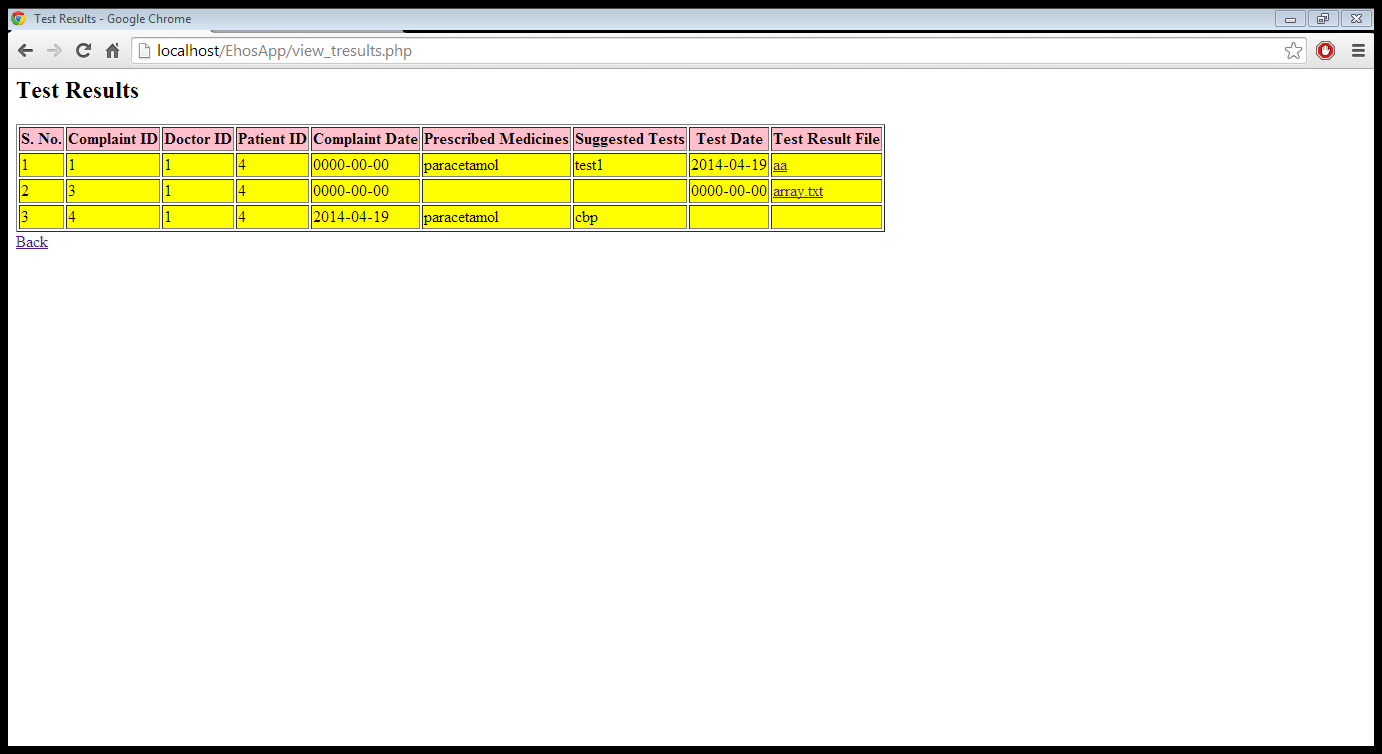 Test Results - Google Chrome
localhost/EhosApp/view_tresults.php
Test Results
S. No. Complaint ID Doctor ID Patient ID Complaint Date Prescribed Medicines Suggested Tests Test Date Test Result File
1 1 1 4 0000-00-00 paracetamol test1 2014-04-19 aa
2 3 1 4 0000-00-00 0000-00-00 array.txt
3 4 1 4 2014-04-19 paracetamol cbp
Back